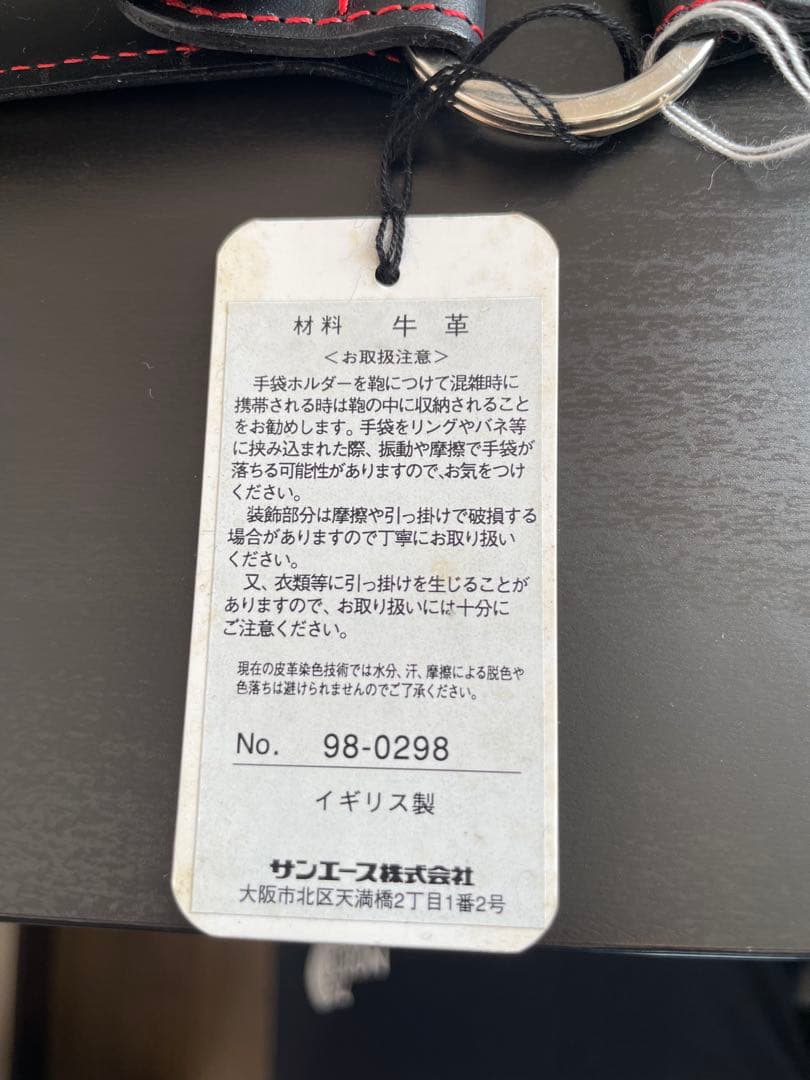 材料　牛　革
＜お取扱注意＞
手袋ホルダーを鞄につけて混雑時に
携帯される時は鞄の中に収納されること
をお勧めします。手袋をリングやバネ等
に挟み込まれた際、振動や摩擦で手袋が
落ちる可能性がありますので、お気をつけ
ください。
装飾部分は摩擦や引っ掛けで破損する
場合がありますので丁寧にお取り扱い
ください。
又、衣類等に引っ掛けを生じることが
ありますので、お取り扱いには十分に
ご注意ください。
現在の皮革染色技術では水分、汗、摩擦による脱色や
色落ちは避けられませんのでご了承ください。
No.　98-0298
イギリス製
サンエース株式会社
大阪市北区天満橋2丁目1番2号